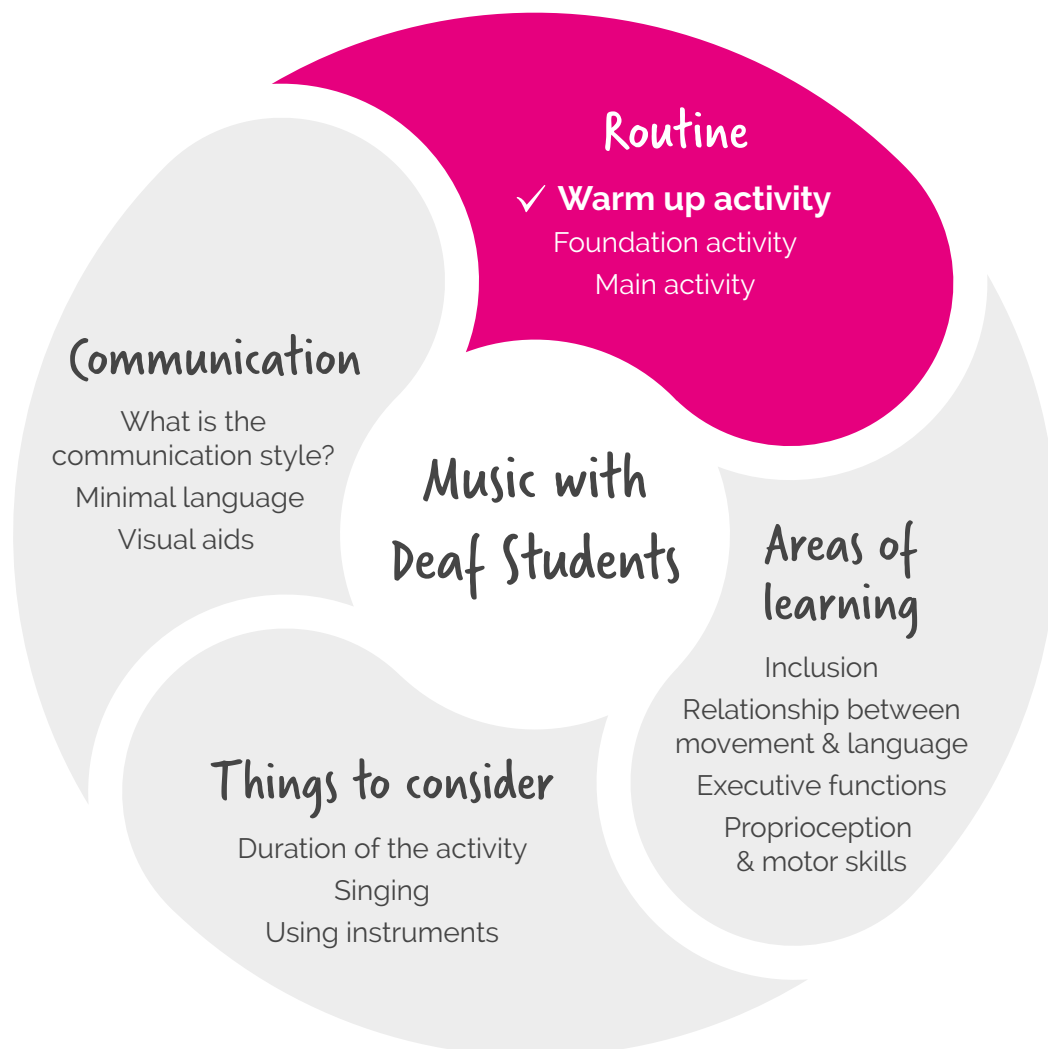 Routine
✓ Warm up activity
Foundation activity
Main activity
Communication
What is the
communication style?
Minimal language
Visual aids
Music with
Deaf Students
Areas of
learning
Inclusion
Relationship between
movement & language
Executive functions
Proprioception
& motor skills
Things to consider
Duration of the activity
Singing
Using instruments